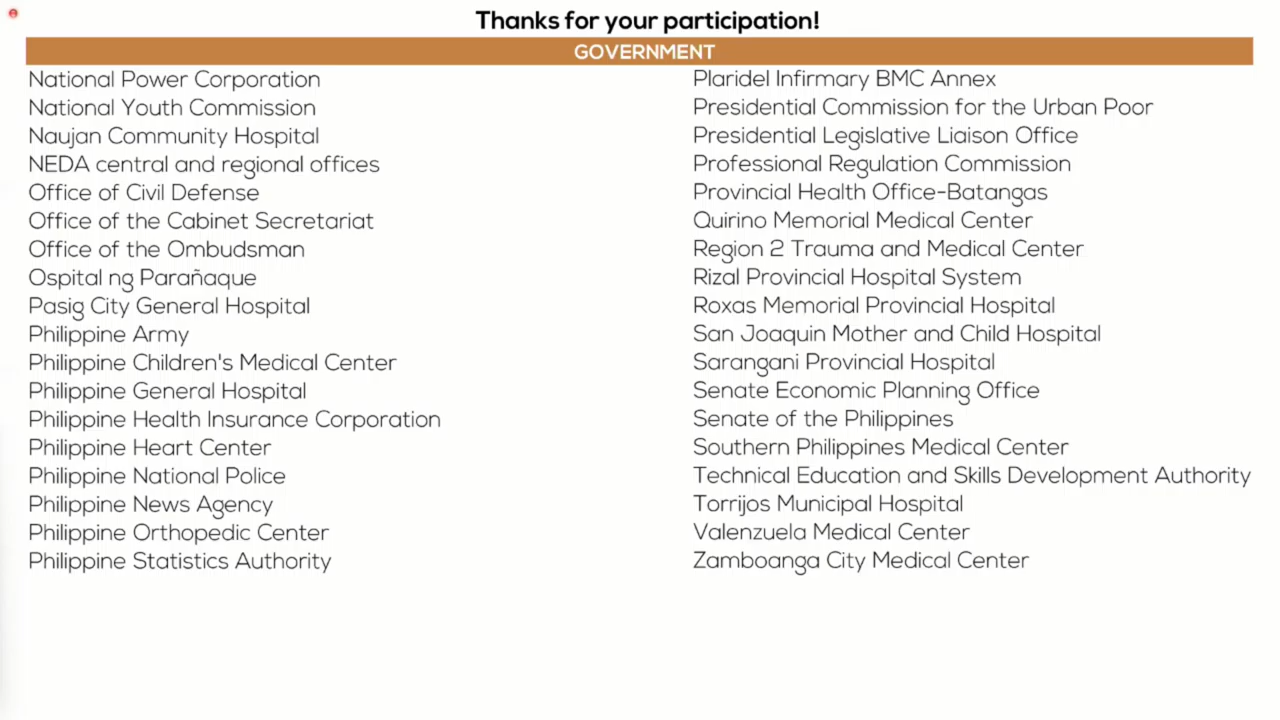 Thanks for your participation!
GOVERNMENT
National Power Corporation
National Youth Commission
Naujan Community Hospital
NEDA central and regional offices
Office of Civil Defense
Office of the Cabinet Secretariat
Office of the Ombudsman
Ospital ng Parañaque
Pasig City General Hospital
Philippine Army
Philippine Children's Medical Center
Philippine General Hospital
Philippine Health Insurance Corporation
Philippine Heart Center
Philippine National Police
Philippine News Agency
Philippine Orthopedic Center
Philippine Statistics Authority
Plaridel Infirmary BMC Annex
Presidential Commission for the Urban Poor
Presidential Legislative Liaison Office
Professional Regulation Commission
Provincial Health Office-Batangas
Quirino Memorial Medical Center
Region 2 Trauma and Medical Center
Rizal Provincial Hospital System
Roxas Memorial Provincial Hospital
San Joaquin Mother and Child Hospital
Sarangani Provincial Hospital
Senate Economic Planning Office
Senate of the Philippines
Southern Philippines Medical Center
Technical Education and Skills Development Authority
Torrijos Municipal Hospital
Valenzuela Medical Center
Zamboanga City Medical Center